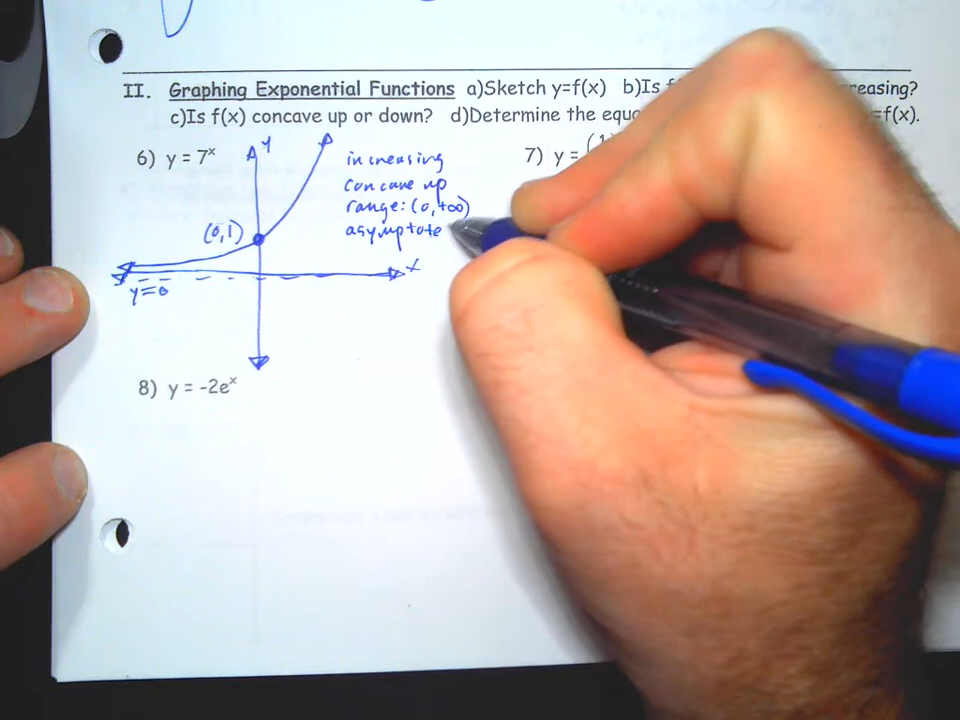 II. Graphing Exponential Functions a)Sketch y=f(x) b)Is reasing?
c)Is f(x) concave up or down? d)Determine the equa =f(x).
6) y = 7ˣ
y
increasing
concave up
range: (0,+∞)
asymptote
(0,1)
x
y=0
7) y =
8) y = -2eˣ